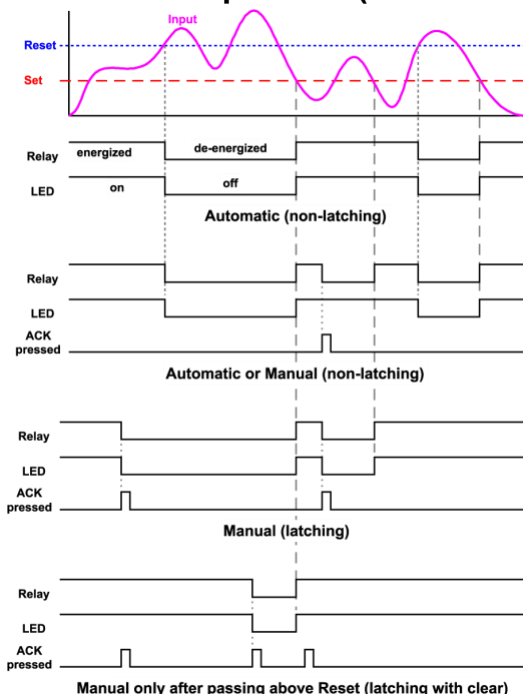 Input
Reset
Set
Relay energized de-energized
LED on off
Automatic (non-latching)
Relay
LED
ACK
pressed
Automatic or Manual (non-latching)
Relay
LED
ACK
pressed
Manual (latching)
Relay
LED
ACK
pressed
Manual only after passing above Reset (latching with clear)